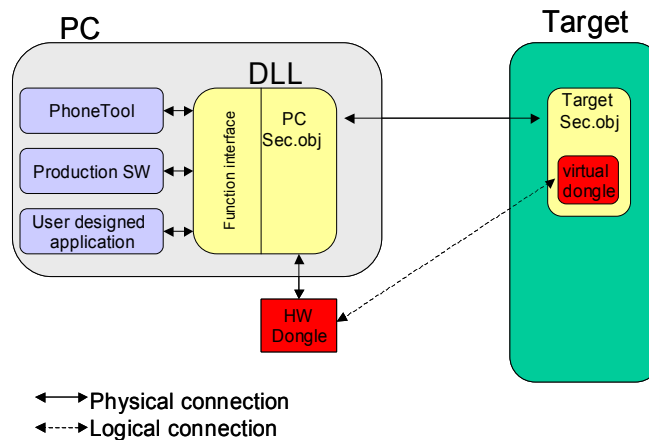 PC
Target
DLL
PhoneTool
Production SW
User designed
application
Function interface
PC
Sec.obj
Target
Sec.obj
virtual
dongle
HW
Dongle
Physical connection
Logical connection